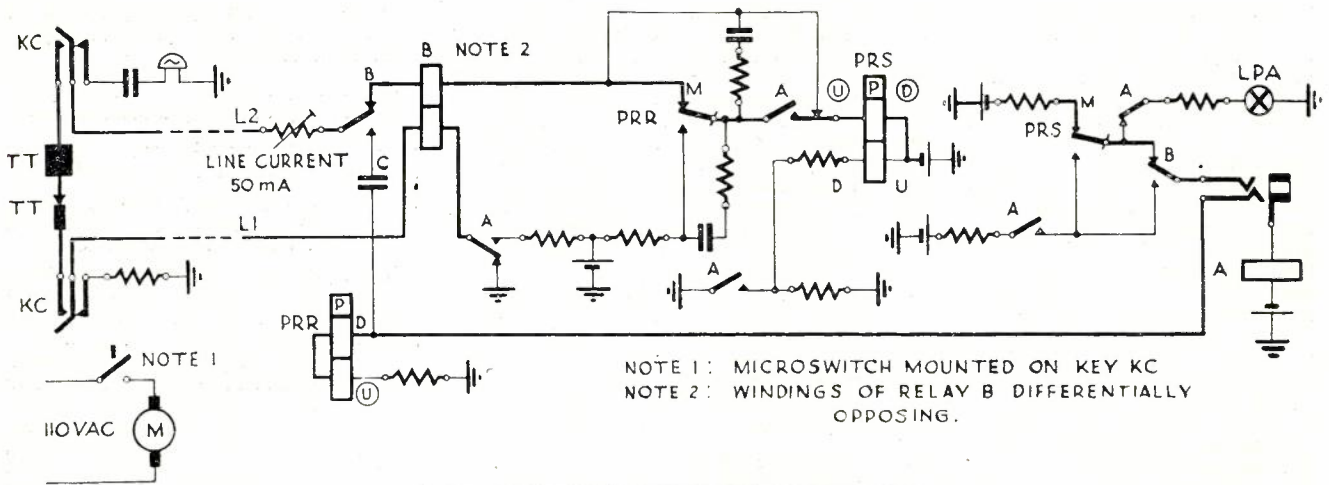 KC
B NOTE 2
PRS
LPA
P
U
D
M
A
PRR
B
L2
LINE CURRENT
50 mA
C
D
U
M
A
PRS
B
TT
TT
L1
A
A
A
A
KC
PRR
P
D
U
NOTE 1
110VAC
M
NOTE 1: MICROSWITCH MOUNTED ON KEY KC
NOTE 2: WINDINGS OF RELAY B DIFFERENTIALLY
OPPOSING.